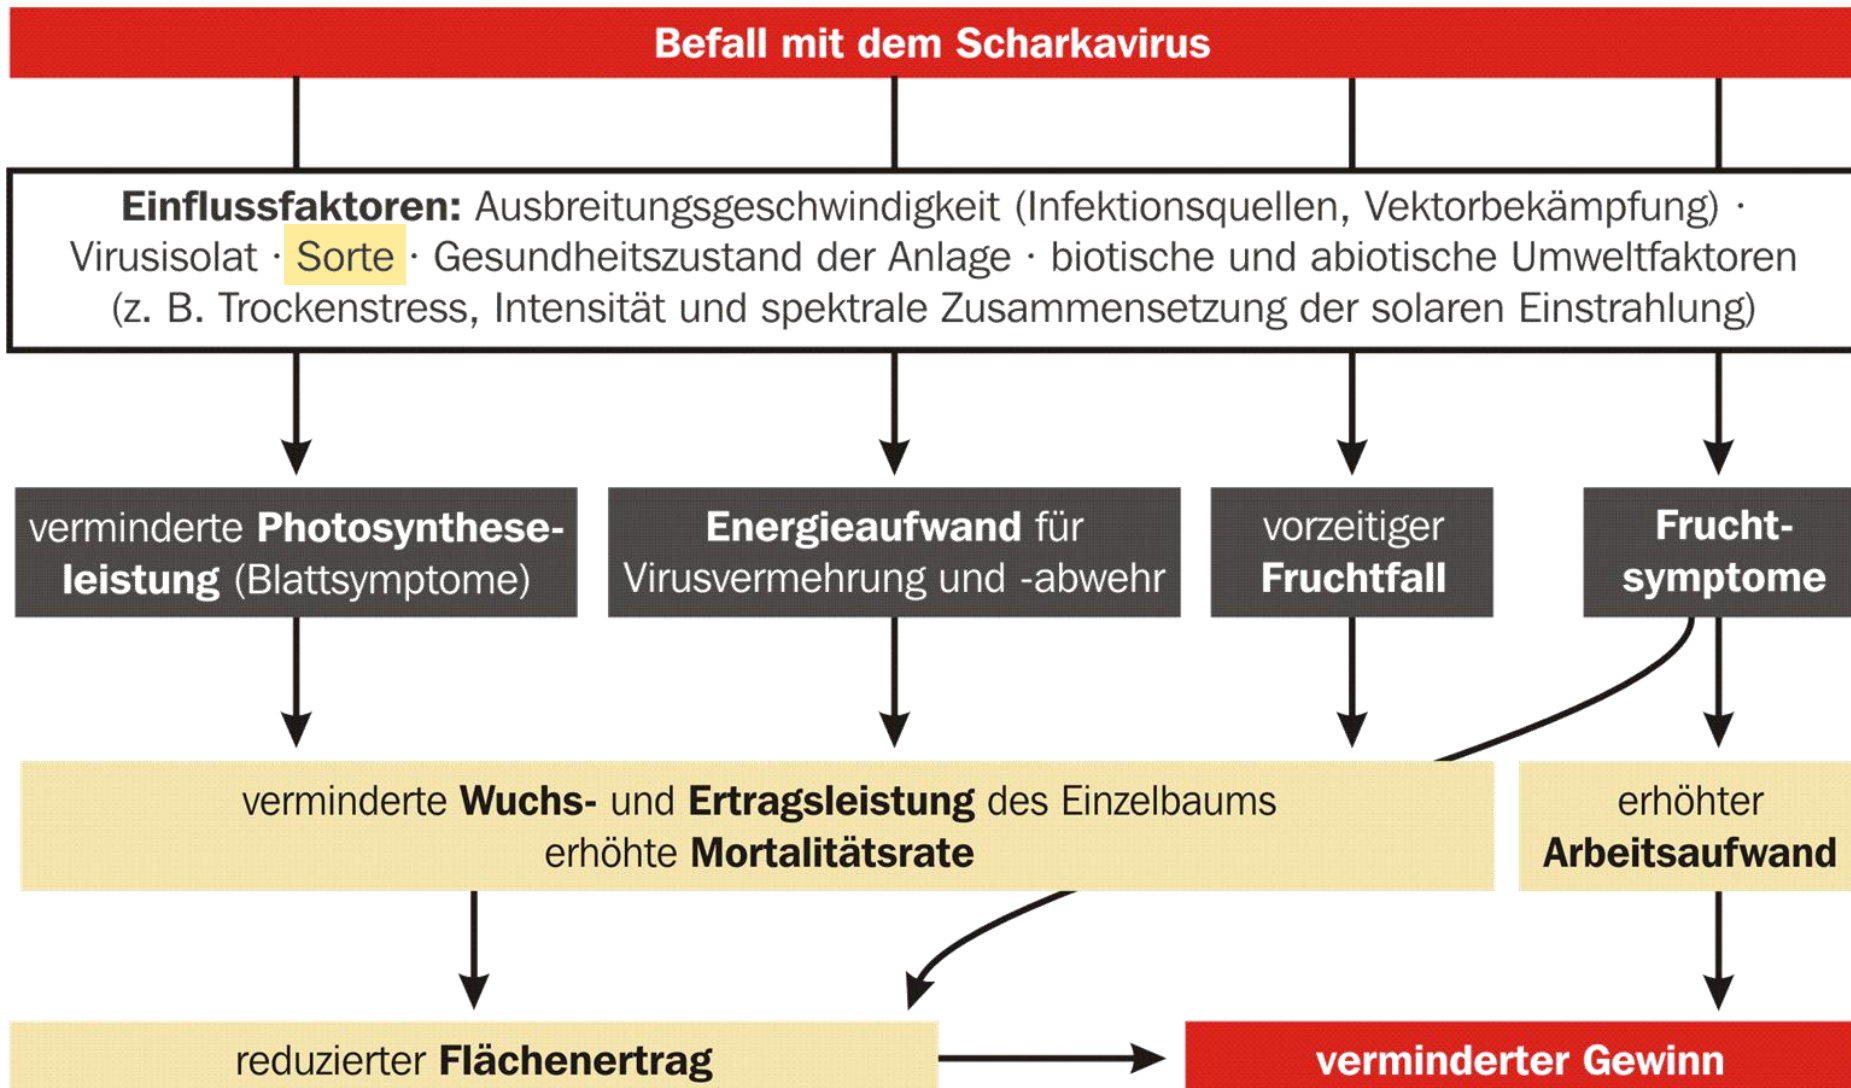 Befall mit dem Scharkavirus
Einflussfaktoren: Ausbreitungsgeschwindigkeit (Infektionsquellen, Vektorbekämpfung) ·
Virusisolat · Sorte · Gesundheitszustand der Anlage · biotische und abiotische Umweltfaktoren
(z. B. Trockenstress, Intensität und spektrale Zusammensetzung der solaren Einstrahlung)
verminderte Photosynthese-
leistung (Blattsymptome)
Energieaufwand für
Virusvermehrung und -abwehr
vorzeitiger
Fruchtfall
Frucht-
symptome
verminderte Wuchs- und Ertragsleistung des Einzelbaums
erhöhte Mortalitätsrate
erhöhter
Arbeitsaufwand
reduzierter Flächenertrag
verminderter Gewinn